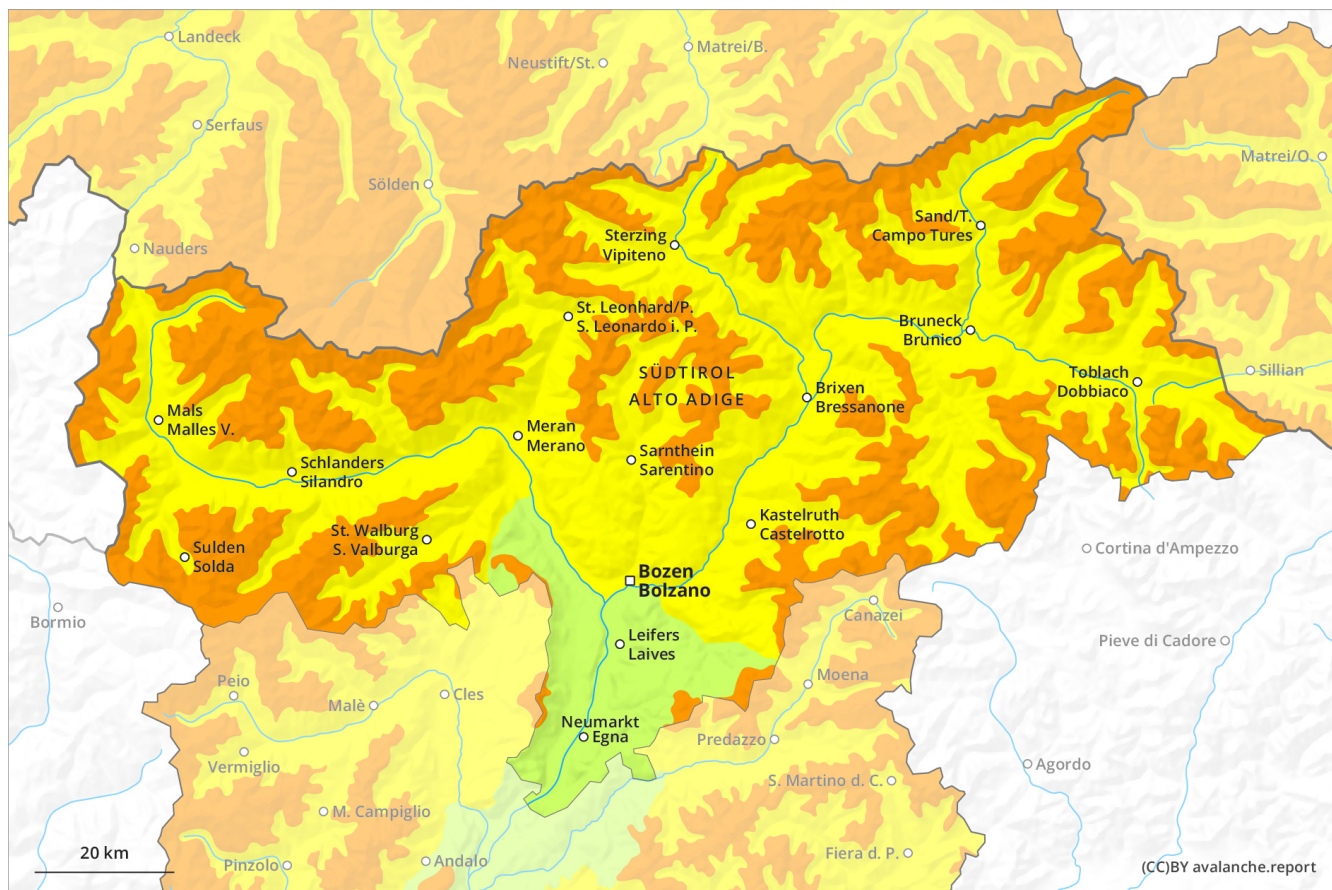 Landeck
Matrei/B.
Neustift/St.
Serfaus
Matrei/O.
Sölden
Sand/T.
Campo Tures
Nauders
Sterzing
Vipiteno
St. Leonhard/P.
S. Leonardo i. P.
Bruneck
Brunico
SÜDTIROL
ALTO ADIGE
Toblach
Dobbiaco
Sillian
Brixen
Bressanone
Mals
Malles V.
Meran
Merano
Sarnthein
Sarentino
Schlanders
Silandro
Kastelruth
Castelrotto
St. Walburg
S. Valburga
Sulden
Solda
Cortina d'Ampezzo
Bozen
Bolzano
Bormio
Canazei
Leifers
Laives
Pieve di Cadore
Peio
Moena
Malè
Cles
Neumarkt
Egna
Predazzo
Vermiglio
Agordo
S. Martino d. C.
M. Campiglio
20 km
Andalo
Fiera d. P.
Pinzolo
(CC)BY avalanche.report